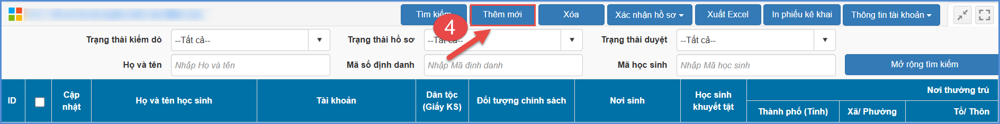 Tìm kiếm Thêm mới Xóa Xác nhận hồ sơ Xuất Excel In phiếu kê khai Thông tin tài khoản
4
Trạng thái kiểm dò --Tất cả-- Trạng thái hồ sơ --Tất cả-- Trạng thái duyệt --Tất cả--
Họ và tên Nhập Họ và tên Mã số định danh Nhập Mã định danh Mã học sinh Nhập Mã học sinh Mở rộng tìm kiếm
ID Cập nhật Họ và tên học sinh Tài khoản Dân tộc (Giấy KS) Đối tượng chính sách Nơi sinh Học sinh khuyết tật Nơi thường trú
Thành phố (Tỉnh) Xã/ Phường Tổ/ Thôn